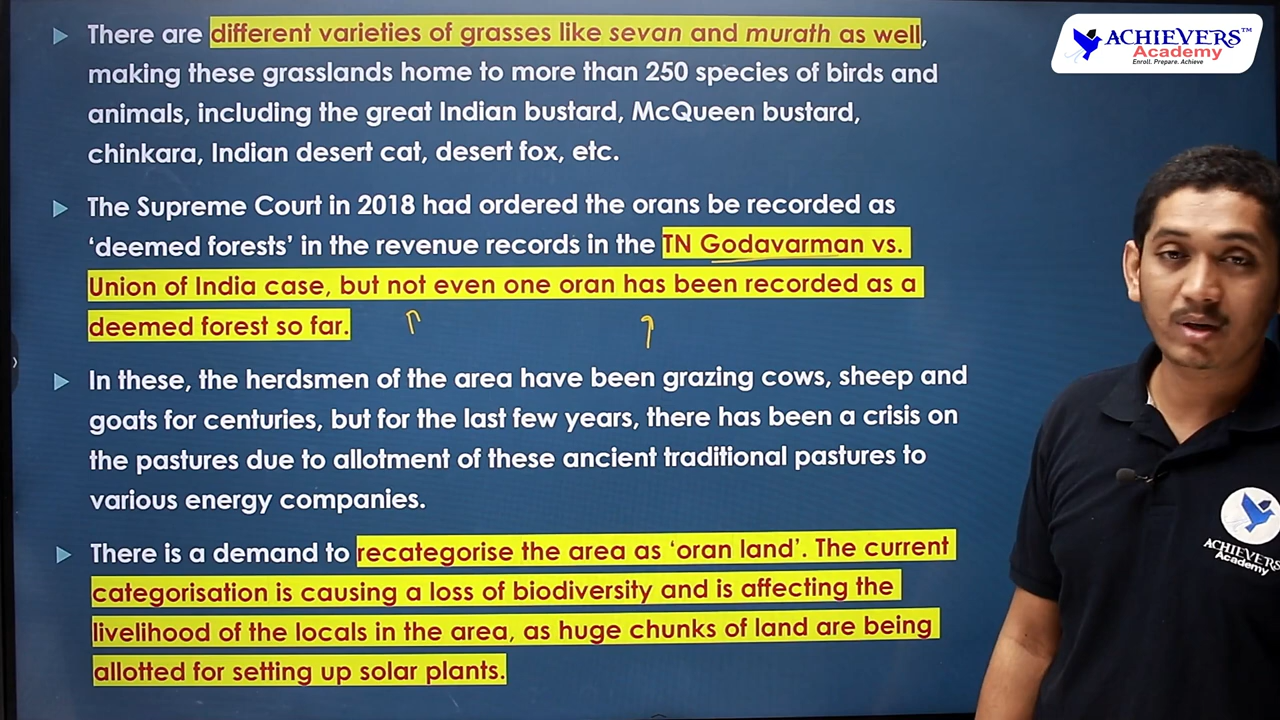 There are different varieties of grasses like sevan and murath as well,
making these grasslands home to more than 250 species of birds and
animals, including the great Indian bustard, McQueen bustard,
chinkara, Indian desert cat, desert fox, etc.
The Supreme Court in 2018 had ordered the orans be recorded as
‘deemed forests’ in the revenue records in the TN Godavarman vs.
Union of India case, but not even one oran has been recorded as a
deemed forest so far.
In these, the herdsmen of the area have been grazing cows, sheep and
goats for centuries, but for the last few years, there has been a crisis on
the pastures due to allotment of these ancient traditional pastures to
various energy companies.
There is a demand to recategorise the area as ‘oran land’. The current
categorisation is causing a loss of biodiversity and is affecting the
livelihood of the locals in the area, as huge chunks of land are being
allotted for setting up solar plants.
ACHIEVERS™
Academy
Enroll. Prepare. Achieve
ACHIEVERS
Academy